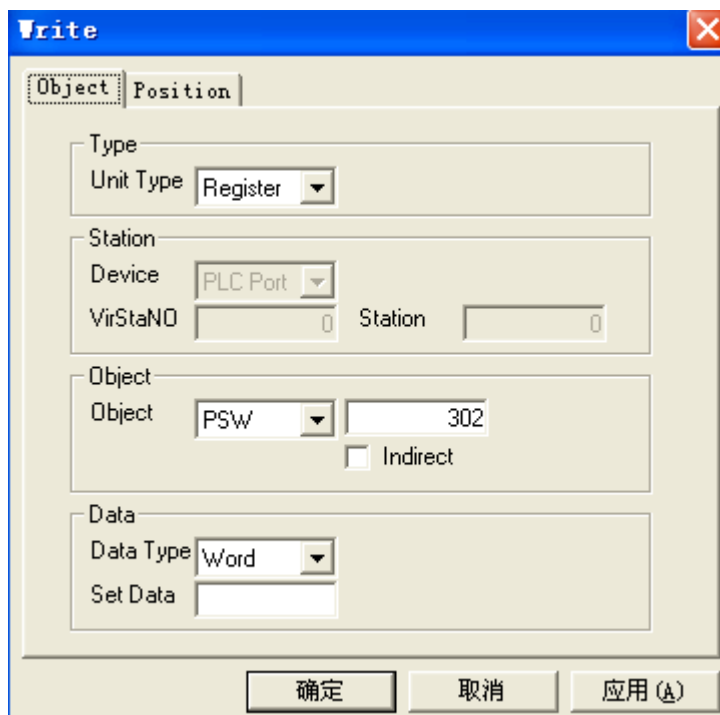 Write
Object Position
Type
Unit Type Register
Station
Device PLC Port
VirStaNO 0 Station 0
Object
Object PSW 302
Indirect
Data
Data Type Word
Set Data
确定 取消 应用(A)